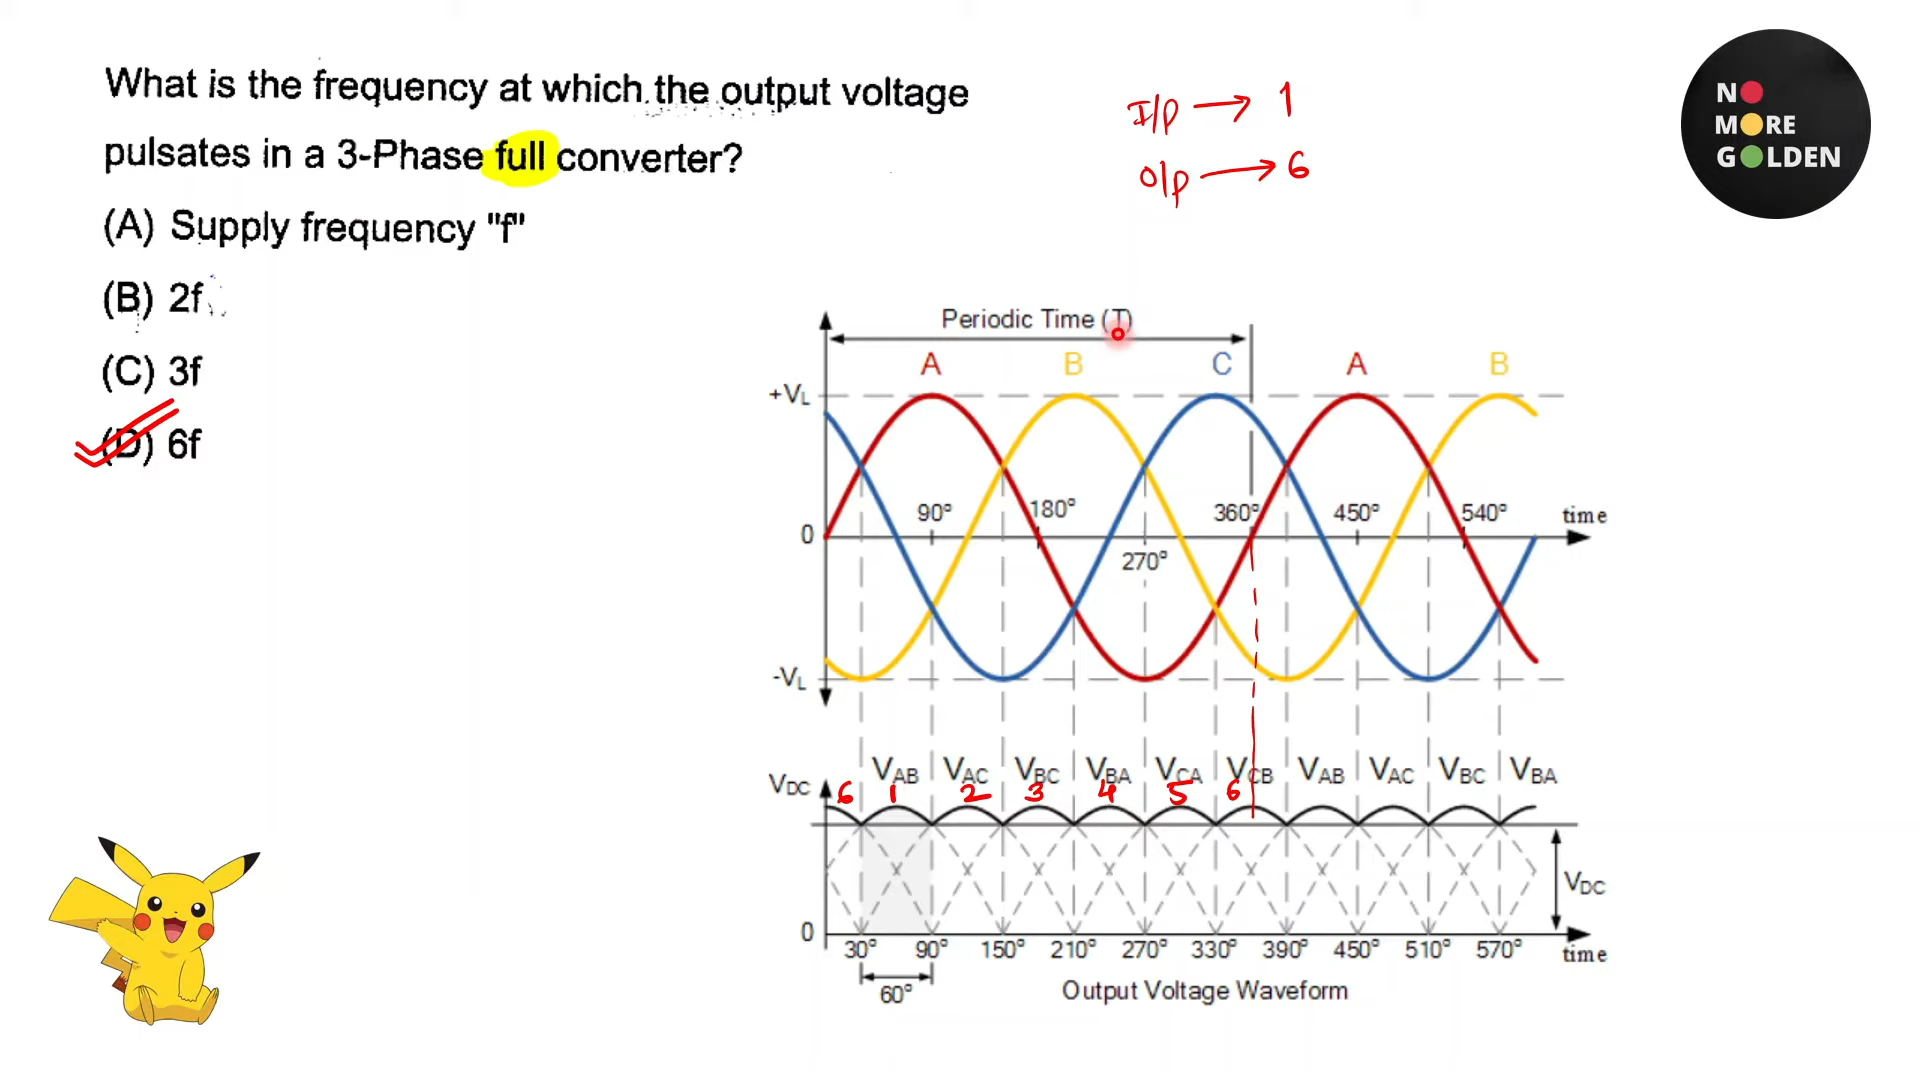 What is the frequency at which the output voltage
pulsates in a 3-Phase full converter?
(A) Supply frequency "f"
(B) 2f
(C) 3f
(D) 6f
I/p → 1
O/p → 6
NO
MORE
GOLDEN
Periodic Time (T)
A B C A B
+VL
90° 180° 360° 450° 540° time
0
270°
-VL
VAB VAC VBC VBA VCA VCB VAB VAC VBC VBA
VDC
6 1 2 3 4 5 6
VDC
0
30° 90° 150° 210° 270° 330° 390° 450° 510° 570° time
60°
Output Voltage Waveform